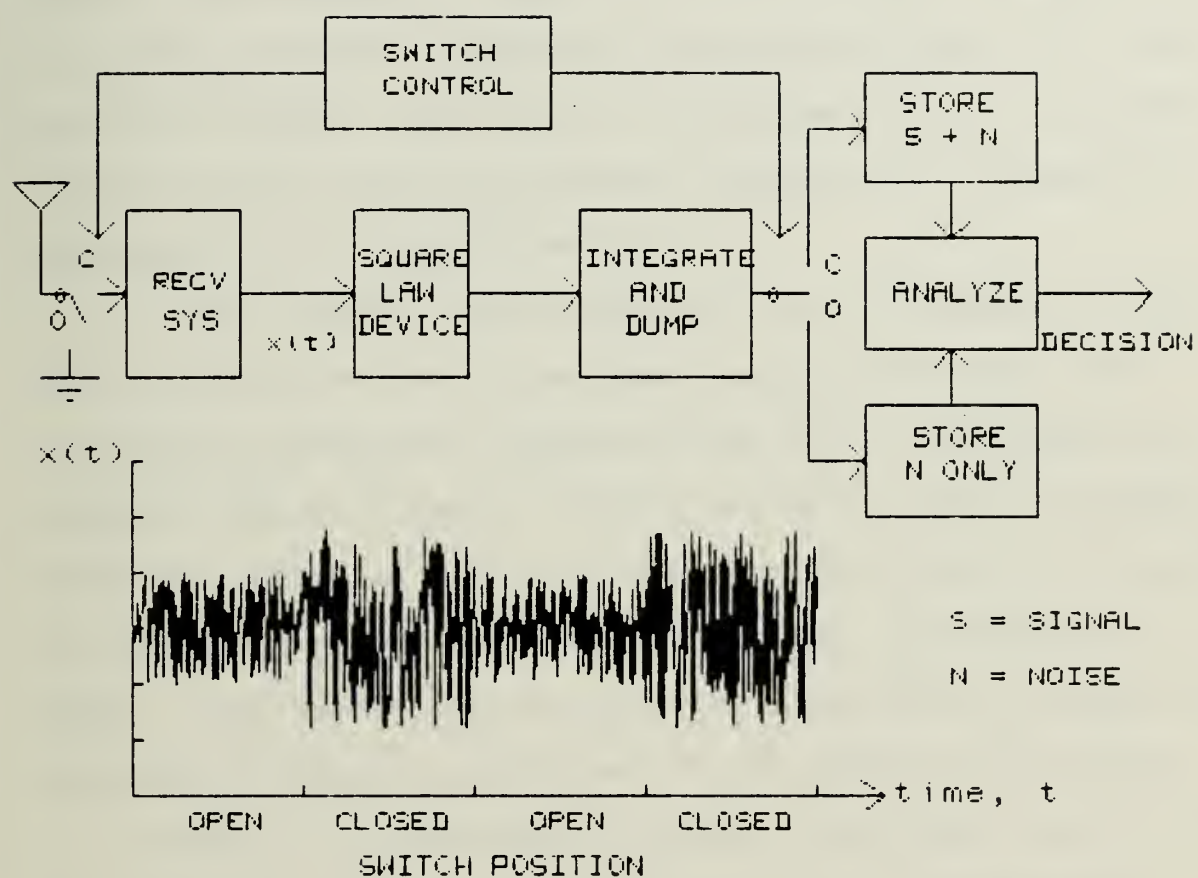 SWITCH
CONTROL
STORE
S + N
C
O
RECV
SYS
x(t)
SQUARE
LAW
DEVICE
INTEGRATE
AND
DUMP
C
O
ANALYZE
DECISION
STORE
N ONLY
x(t)
S = SIGNAL
N = NOISE
time, t
OPEN CLOSED OPEN CLOSED
SWITCH POSITION